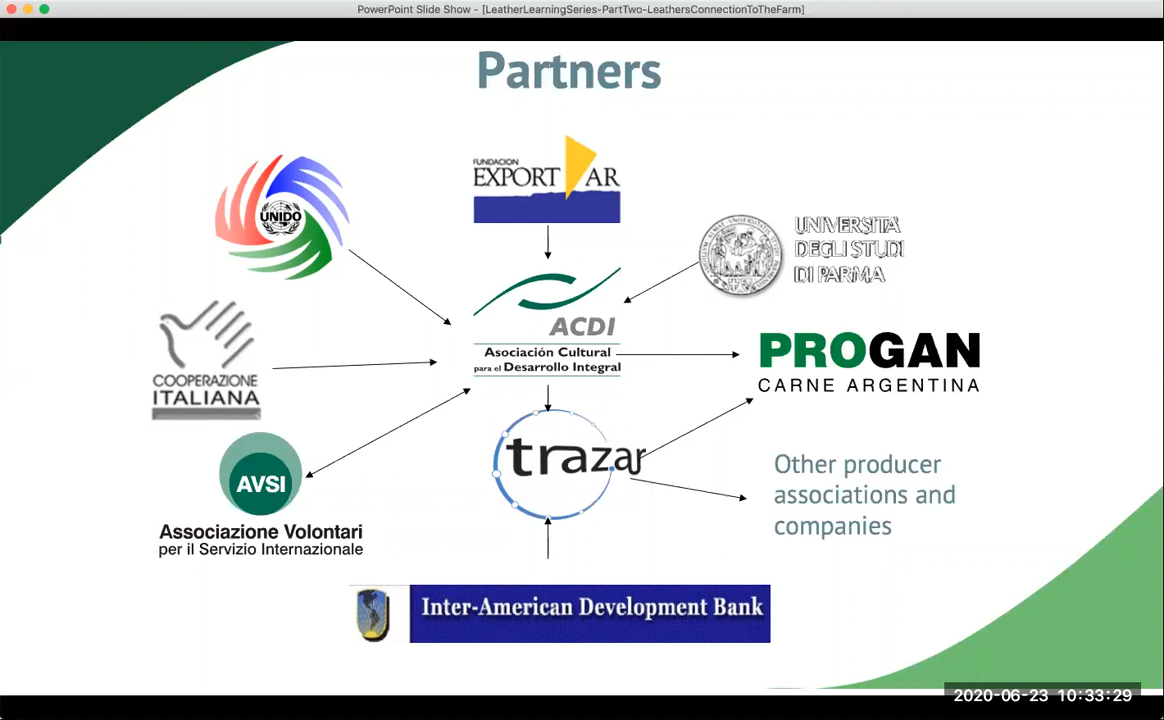 PowerPoint Slide Show - [LeatherLearningSeries-PartTwo-LeathersConnectionToTheFarm]
Partners
UNIDO
FUNDACION
EXPORT AR
UNIVERSITÀ
DEGLI STUDI
DI PARMA
COOPERAZIONE
ITALIANA
ACDI
Asociación Cultural
para el Desarrollo Integral
PROGAN
CARNE ARGENTINA
AVSI
Associazione Volontari
per il Servizio Internazionale
trazar
Other producer
associations and
companies
Inter-American Development Bank
2020-06-23 10:33:29